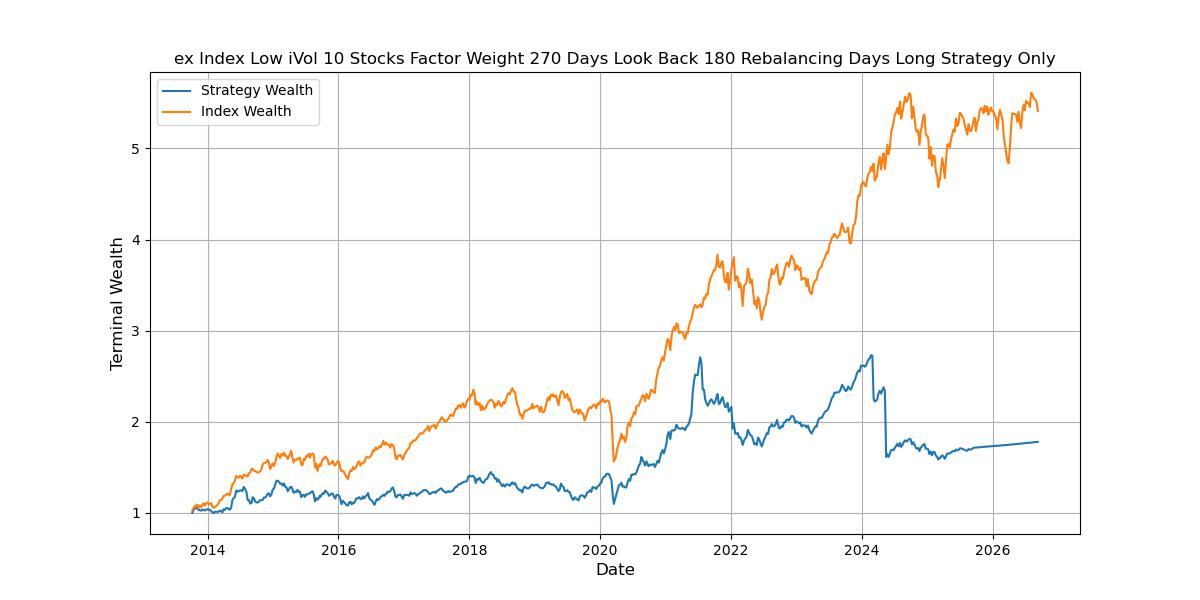 ex Index Low iVol 10 Stocks Factor Weight 270 Days Look Back 180 Rebalancing Days Long Strategy Only
Strategy Wealth
Index Wealth
Terminal Wealth
5
4
3
2
1
2014 2016 2018 2020 2022 2024 2026
Date